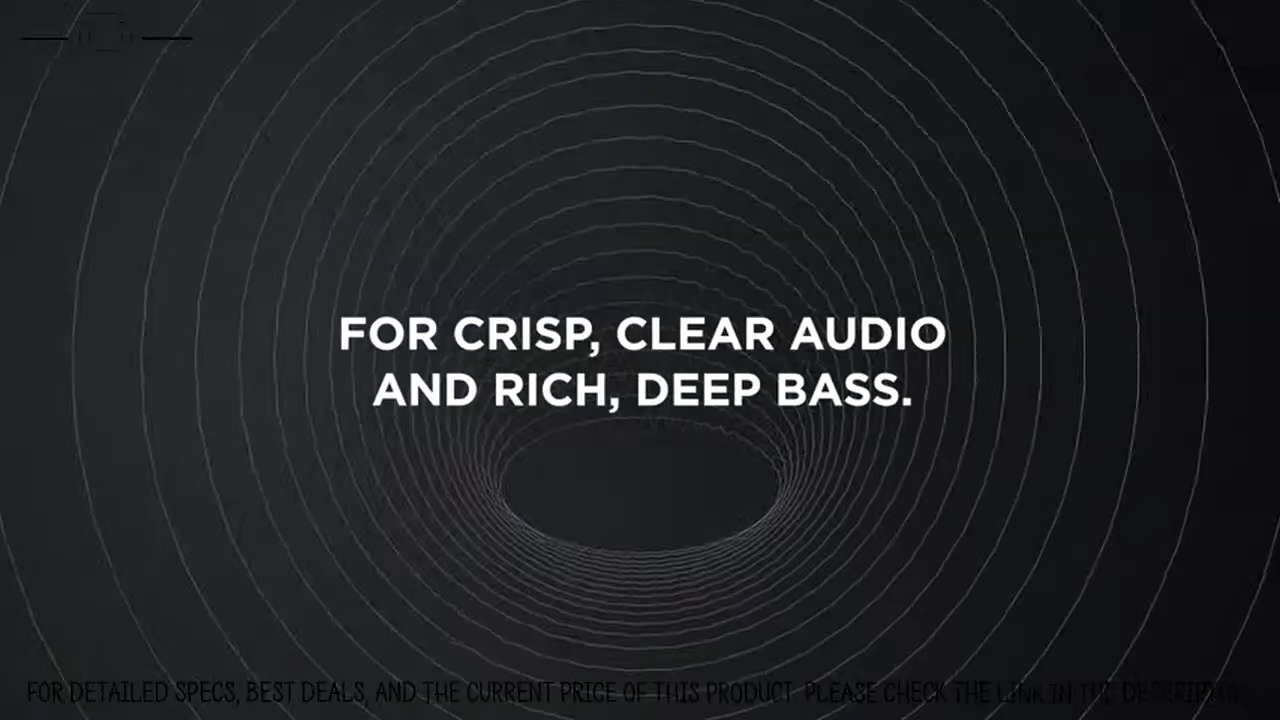 FOR CRISP, CLEAR AUDIO
AND RICH, DEEP BASS.
FOR DETAILED SPECS, BEST DEALS, AND THE CURRENT PRICE OF THIS PRODUCT PLEASE CHECK THE LINK IN THE